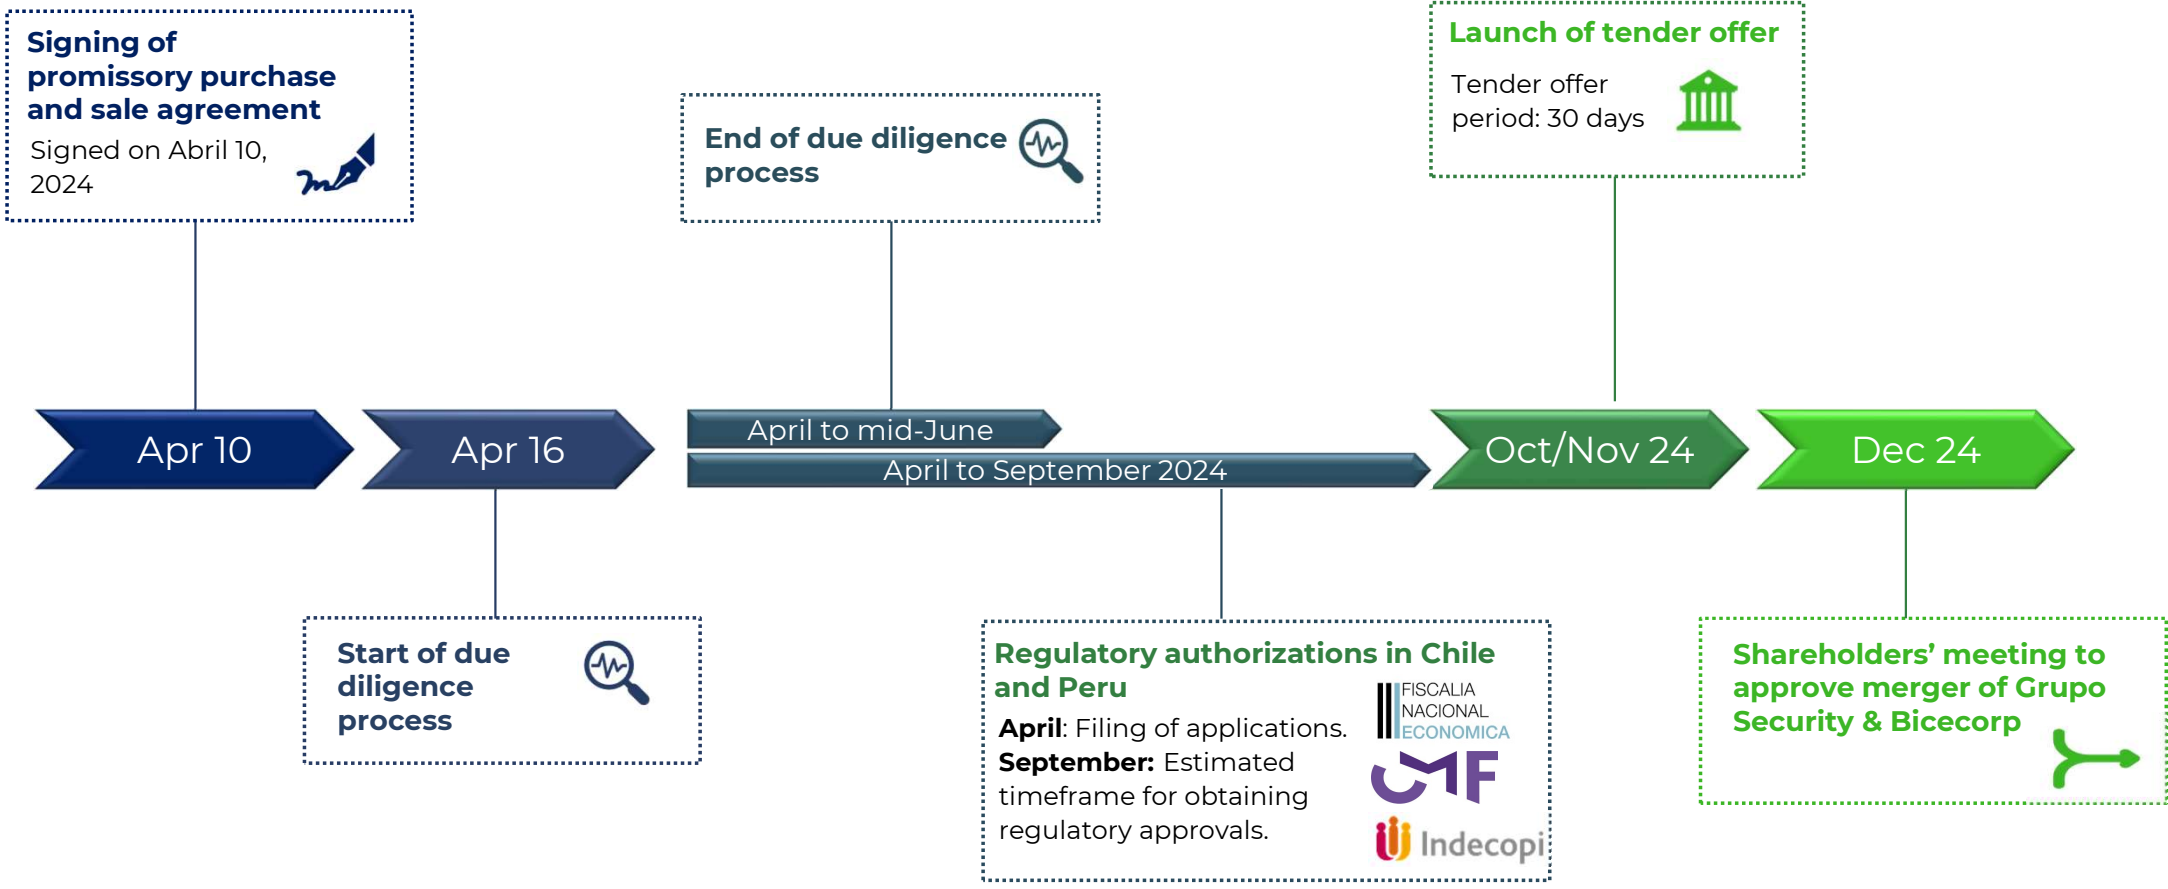 Signing of
promissory purchase
and sale agreement
Signed on Abril 10,
2024
End of due diligence
process
Launch of tender offer
Tender offer
period: 30 days
Apr 10
Apr 16
April to mid-June
April to September 2024
Oct/Nov 24
Dec 24
Start of due
diligence
process
Regulatory authorizations in Chile
and Peru
April: Filing of applications.
September: Estimated
timeframe for obtaining
regulatory approvals.
FISCALIA
NACIONAL
ECONOMICA
CMF
Indecopi
Shareholders’ meeting to
approve merger of Grupo
Security & Bicecorp